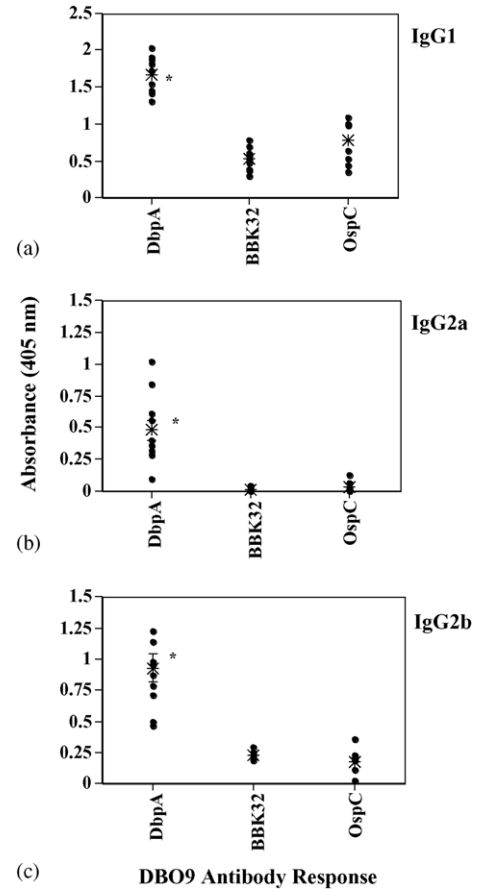 IgG1
2.5
2
1.5
1
0.5
0
*
DbpA
BBK32
OspC
(a)
Absorbance (405 nm)
IgG2a
1.5
1.25
1
0.75
0.5
0.25
0
*
DbpA
BBK32
OspC
(b)
IgG2b
1.5
1.25
1
0.75
0.5
0.25
0
*
DbpA
BBK32
OspC
(c)
DBO9 Antibody Response